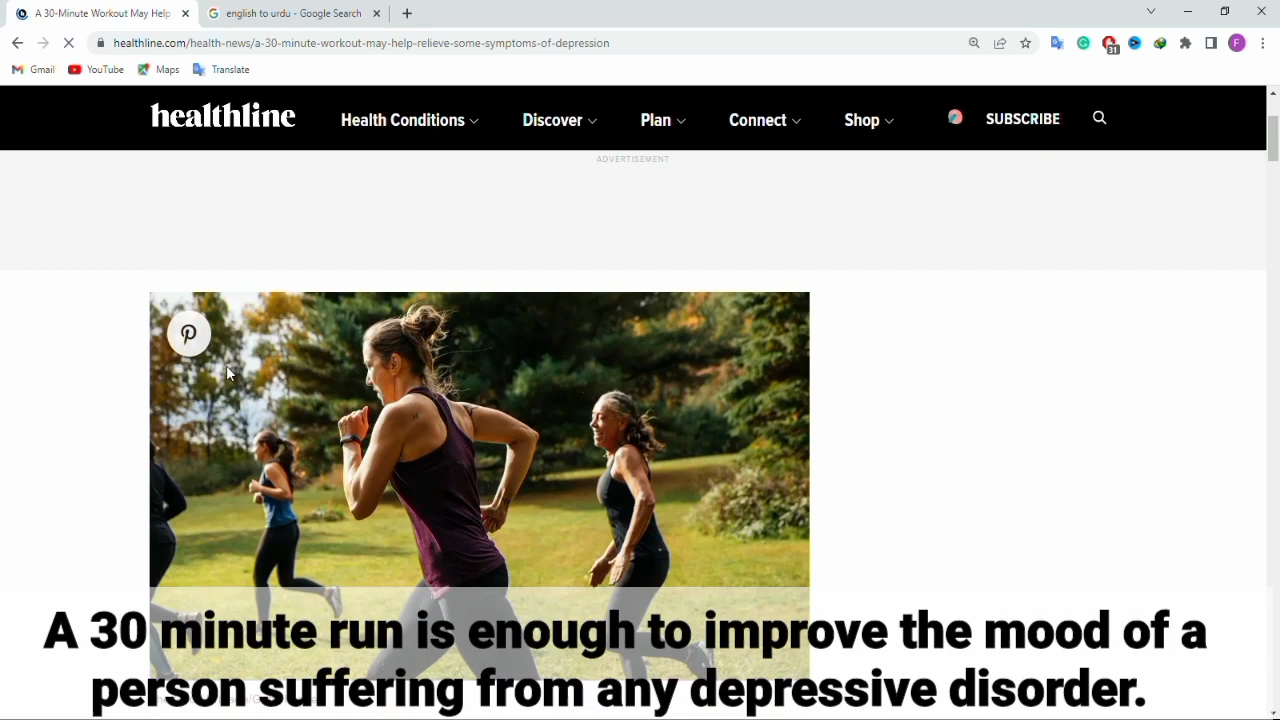 A 30-Minute Workout May Help
english to urdu - Google Search
healthline.com/health-news/a-30-minute-workout-may-help-relieve-some-symptoms-of-depression
31
F
Gmail
YouTube
Maps
Translate
healthline
Health Conditions
Discover
Plan
Connect
Shop
SUBSCRIBE
ADVERTISEMENT
A 30 minute run is enough to improve the mood of a
person suffering from any depressive disorder.